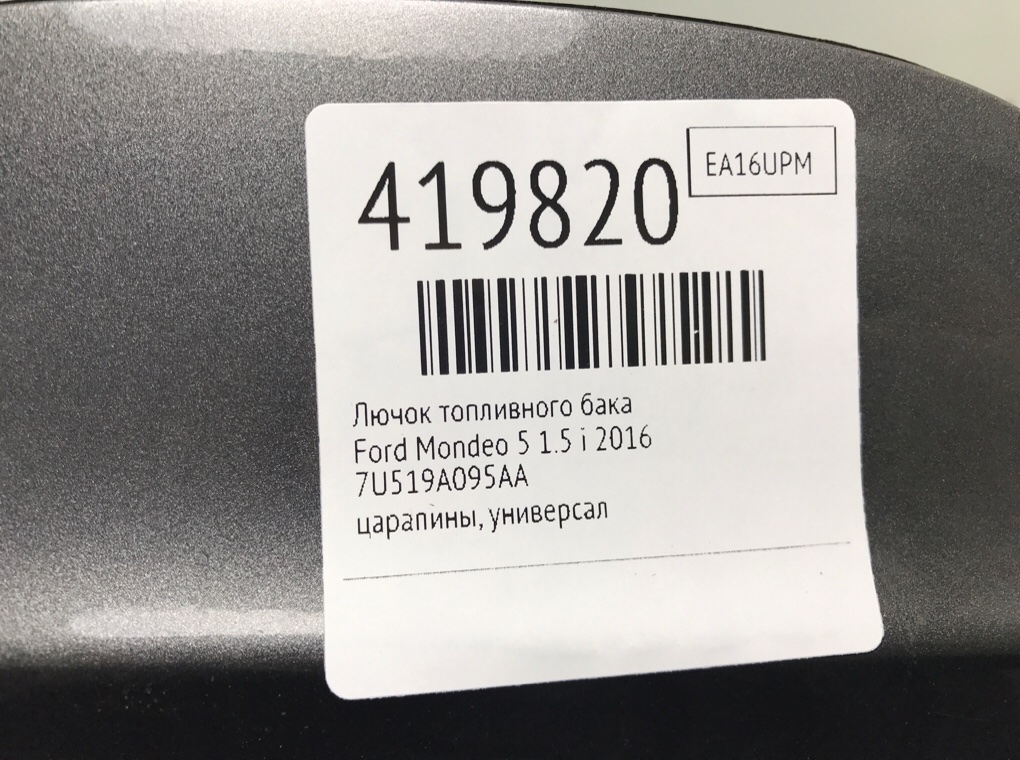 419820
EA16UPM
Лючок топливного бака
Ford Mondeo 5 1.5 i 2016
7U519A095AA
царапины, универсал